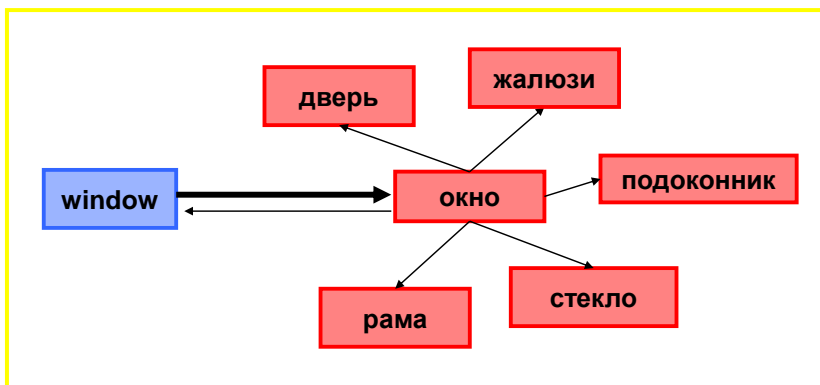 жалюзи
дверь
подоконник
window
окно
стекло
рама